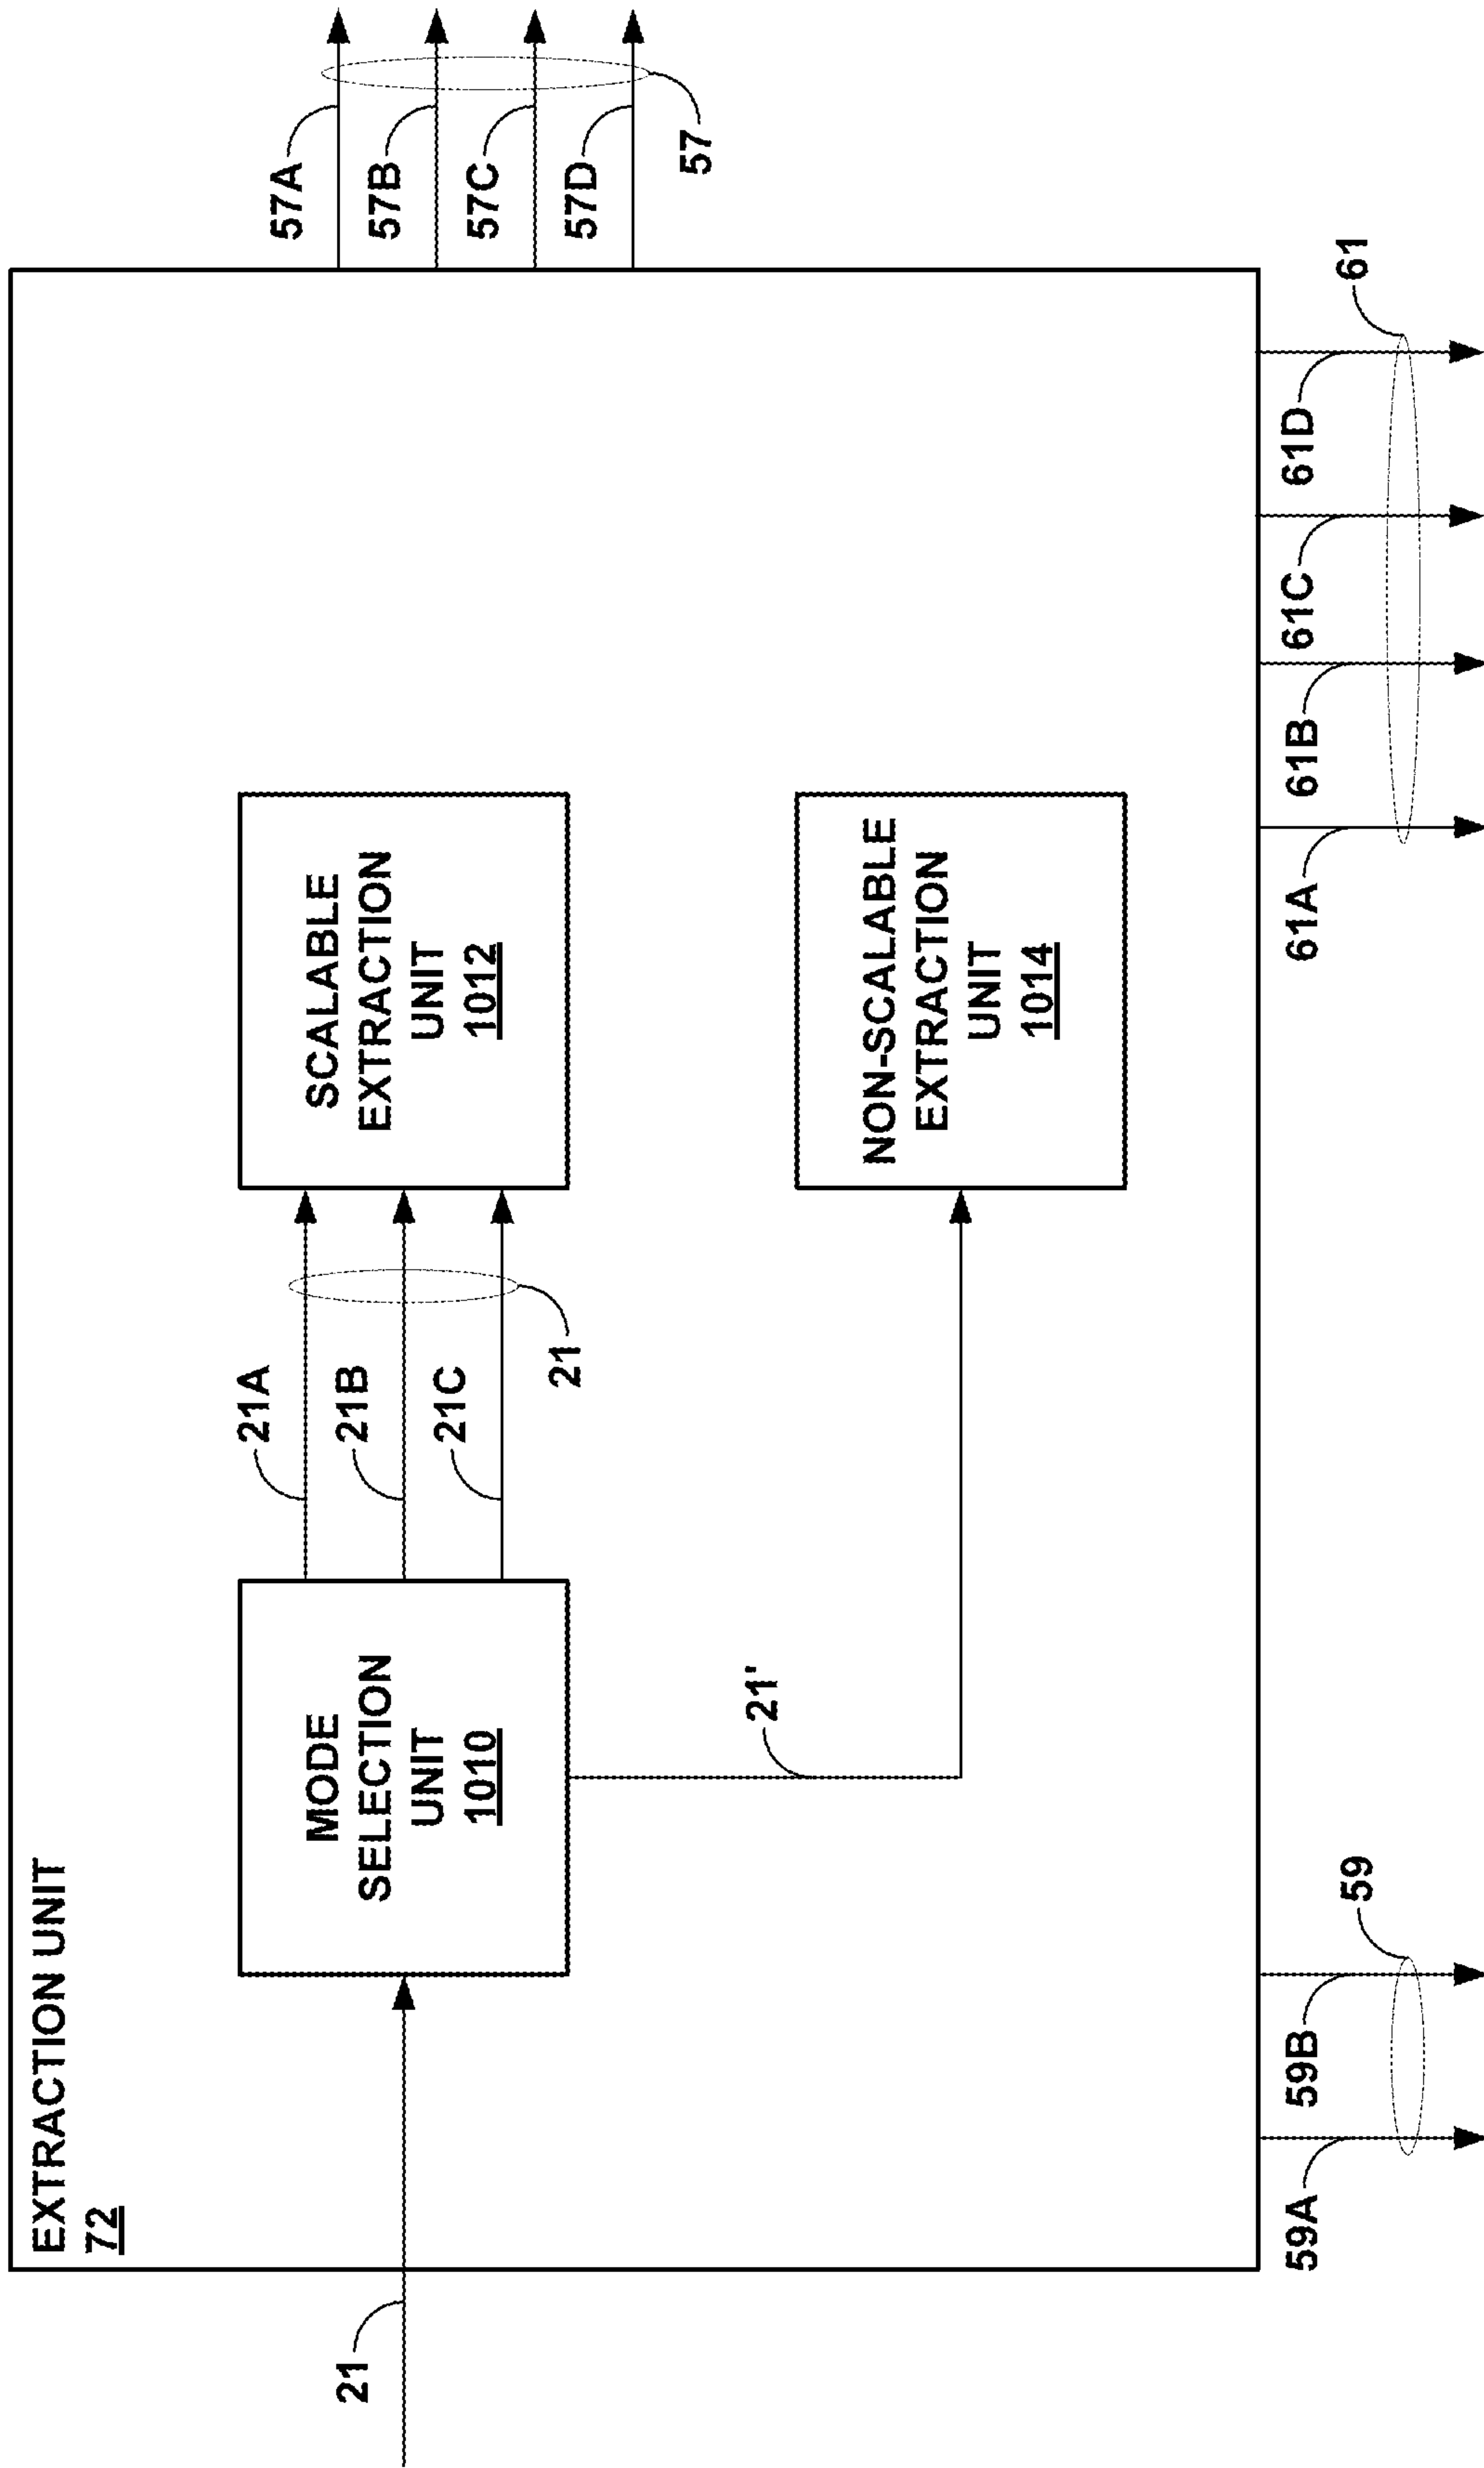 EXTRACTION UNIT
72
21
MODE
SELECTION
UNIT
1010
21A
21B
21C
21
SCALABLE
EXTRACTION
UNIT
1012
21'
NON-SCALABLE
EXTRACTION
UNIT
1014
57A
57B
57C
57D
57
59A
59B
59
61A
61B
61C
61D
61